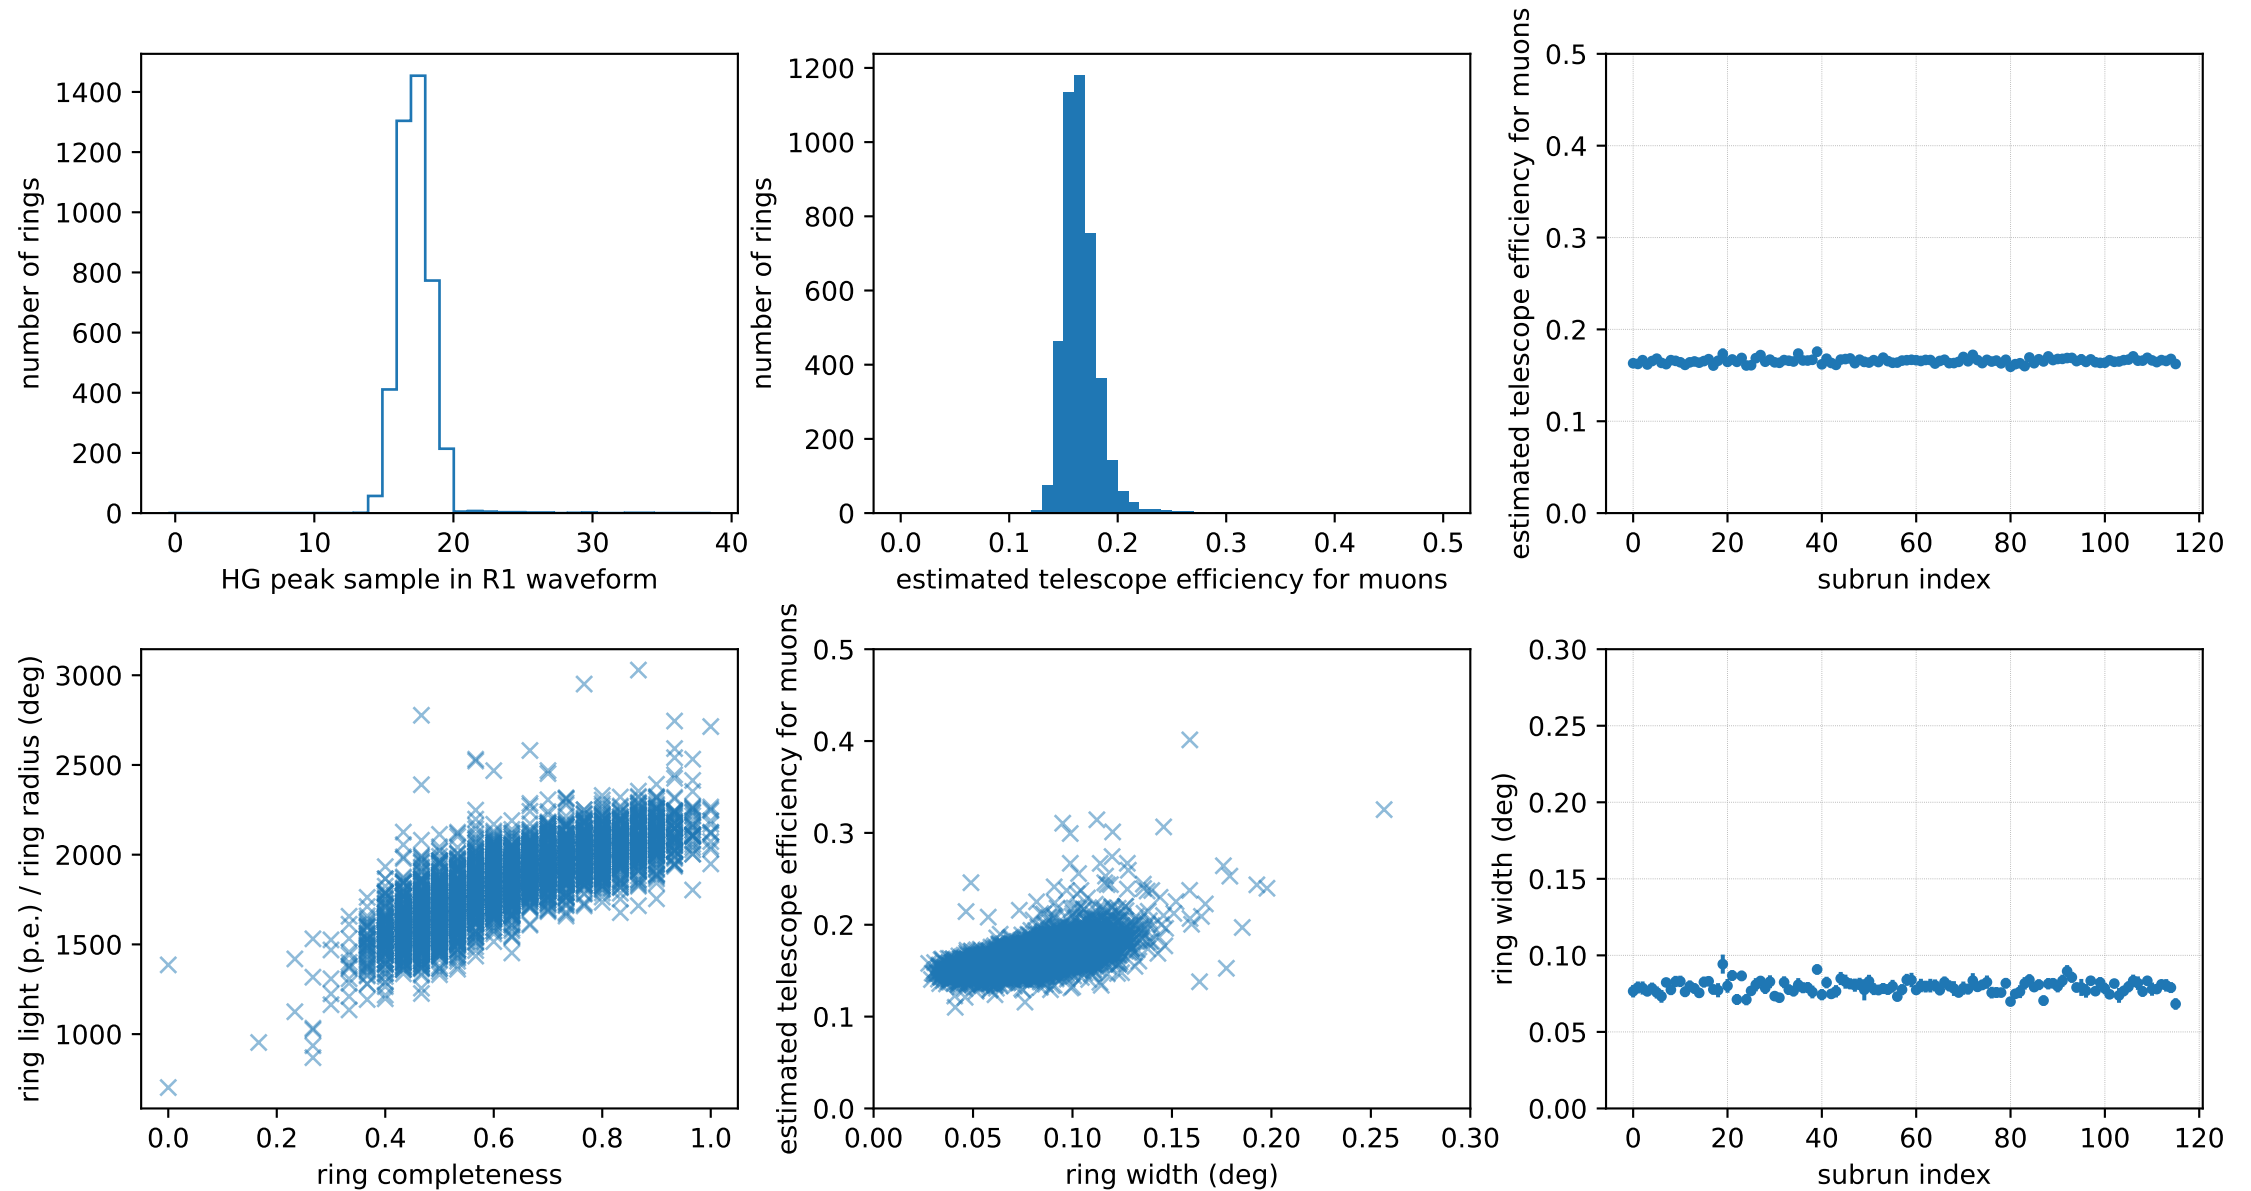 number of rings
1400
1200
1000
800
600
400
200
0
0 10 20 30 40
HG peak sample in R1 waveform
number of rings
1200
1000
800
600
400
200
0
0.0 0.1 0.2 0.3 0.4 0.5
estimated telescope efficiency for muons
estimated telescope efficiency for muons
0.5
0.4
0.3
0.2
0.1
0.0
0 20 40 60 80 100 120
subrun index
ring light (p.e.) / ring radius (deg)
3000
2500
2000
1500
1000
0.0 0.2 0.4 0.6 0.8 1.0
ring completeness
estimated telescope efficiency for muons
0.5
0.4
0.3
0.2
0.1
0.0
0.00 0.05 0.10 0.15 0.20 0.25 0.30
ring width (deg)
ring width (deg)
0.30
0.25
0.20
0.15
0.10
0.05
0.00
0 20 40 60 80 100 120
subrun index